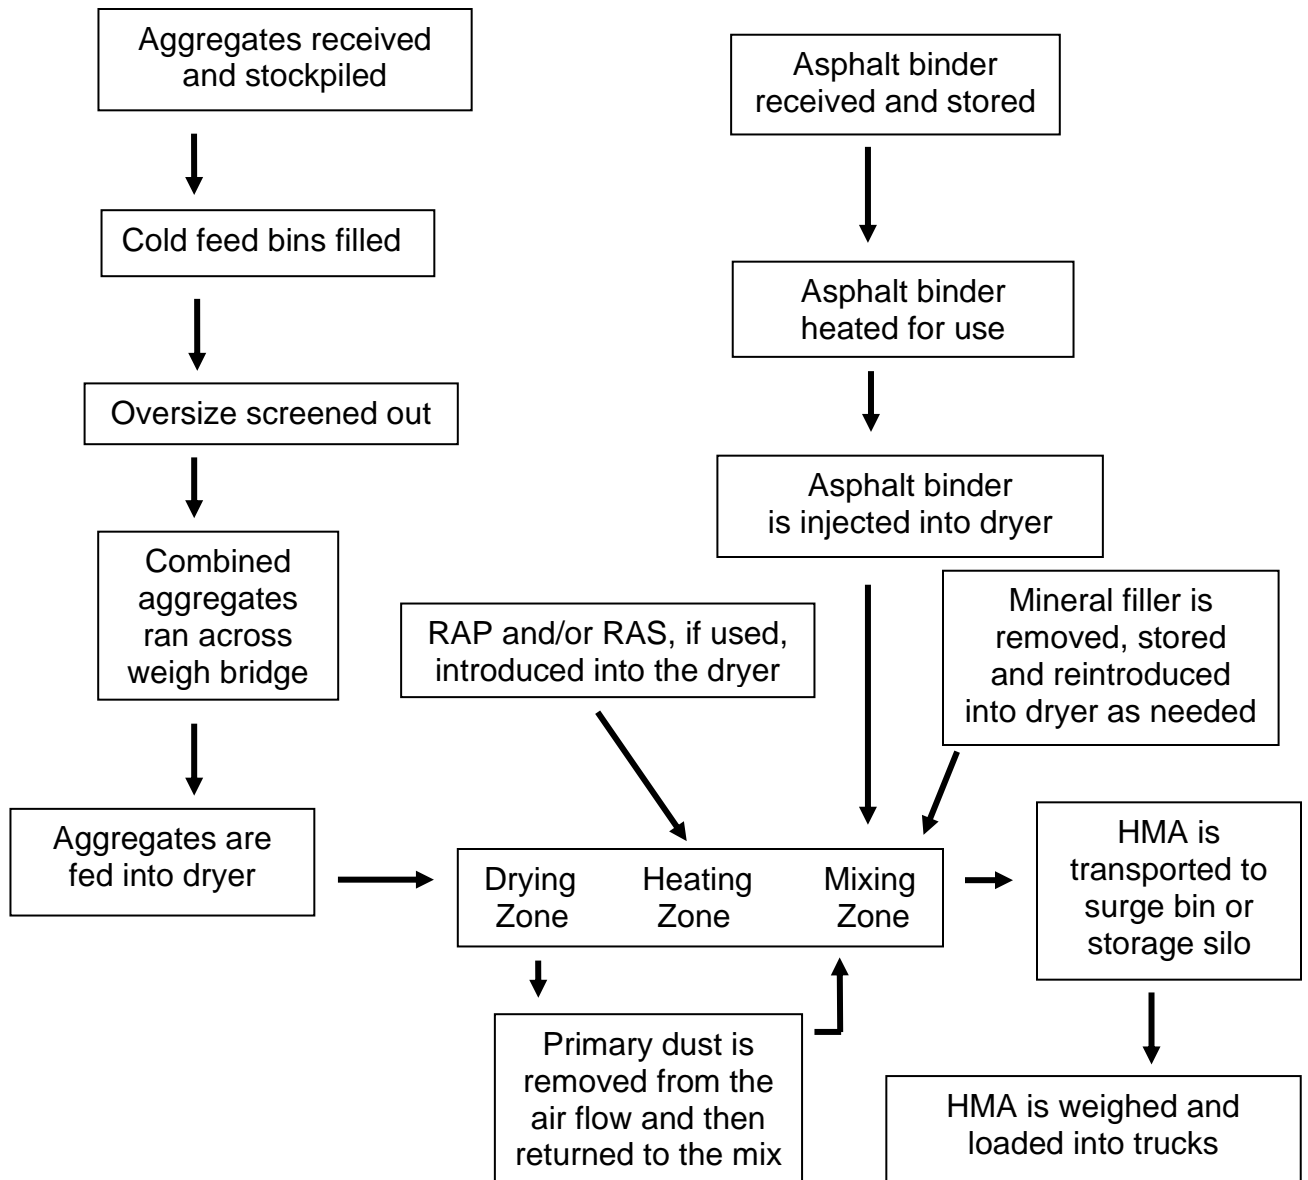 Aggregates received
and stockpiled
Asphalt binder
received and stored
Cold feed bins filled
Asphalt binder
heated for use
Oversize screened out
Asphalt binder
is injected into dryer
Combined
aggregates
ran across
weigh bridge
RAP and/or RAS, if used,
introduced into the dryer
Mineral filler is
removed, stored
and reintroduced
into dryer as needed
Aggregates are
fed into dryer
Drying
Zone
Heating
Zone
Mixing
Zone
HMA is
transported to
surge bin or
storage silo
Primary dust is
removed from the
air flow and then
returned to the mix
HMA is weighed and
loaded into trucks